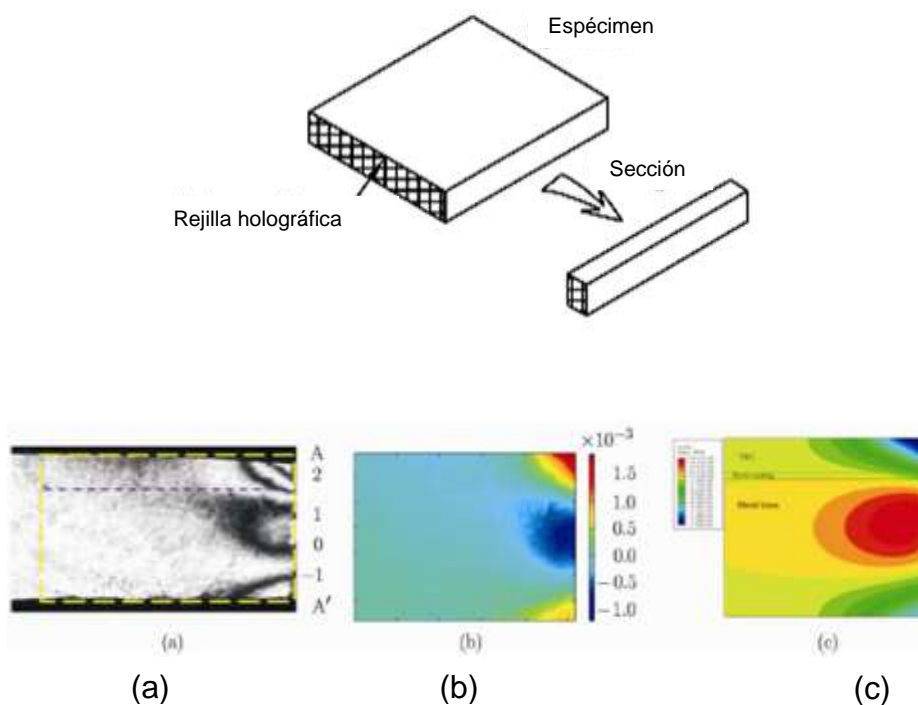 Espécimen
Sección
Rejilla holográfica
×10⁻³
A
2
1
0
−1
A′
1.5
1.0
0.5
0.0
−0.5
−1.0
(a)
(b)
(c)
(a)
(b)
(c)